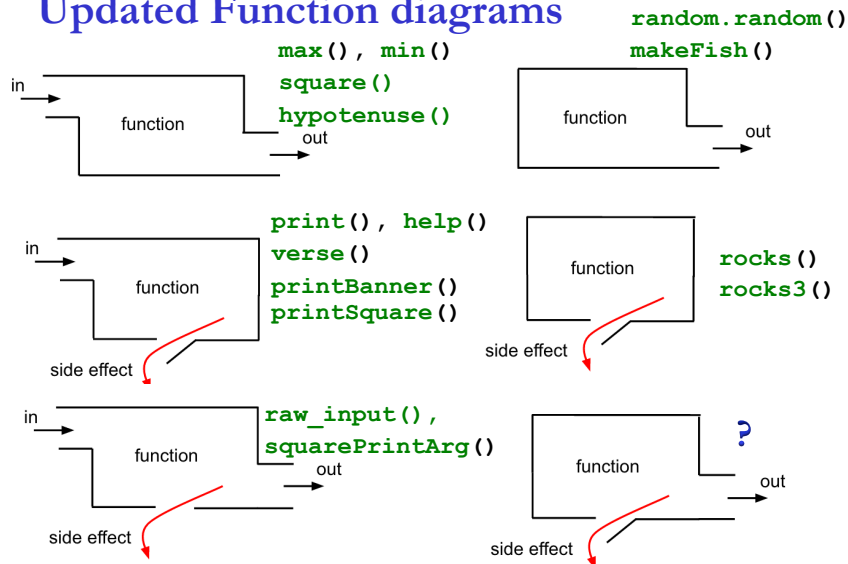 Updated Function diagrams
max(), min()
square()
hypotenuse()
in
function
out
random.random()
makeFish()
function
out
print(), help()
verse()
printBanner()
printSquare()
in
function
side effect
rocks()
rocks3()
function
side effect
raw_input(),
squarePrintArg()
in
function
out
side effect
?
function
out
side effect